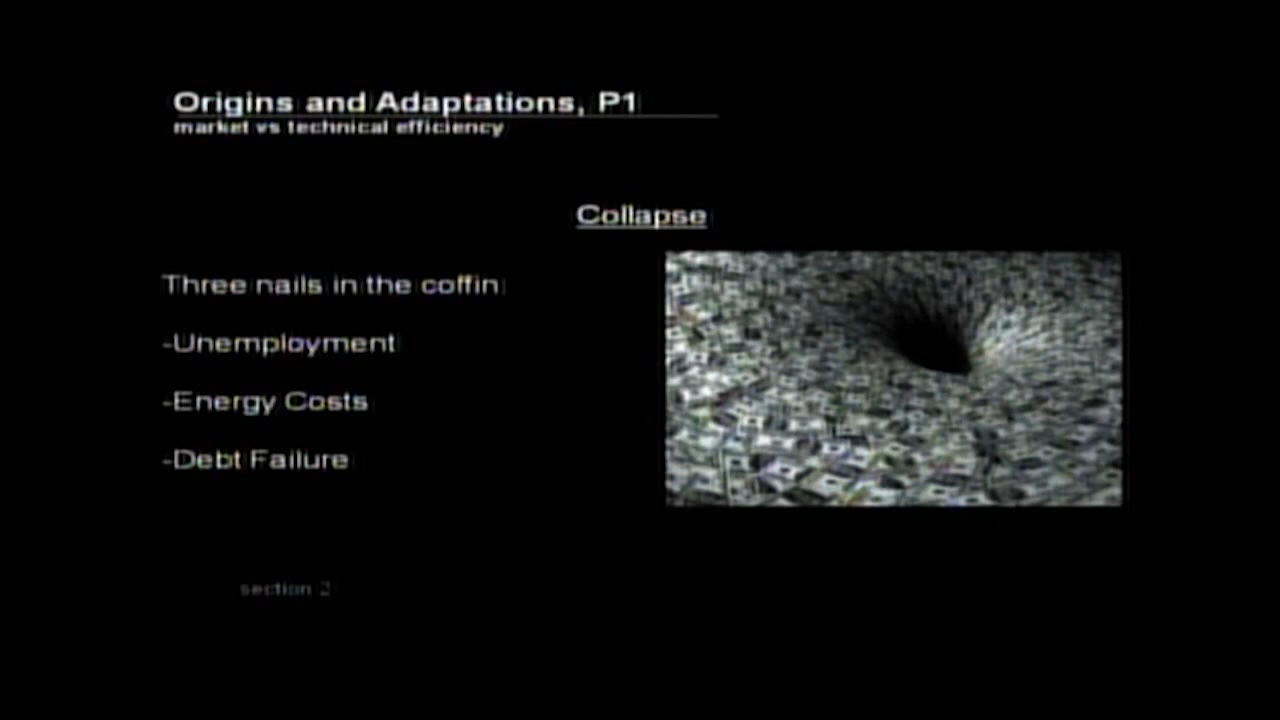 Origins and Adaptations, P1
market vs technical efficiency
Collapse
Three nails in the coffin:
-Unemployment
-Energy Costs
-Debt Failure
section 2